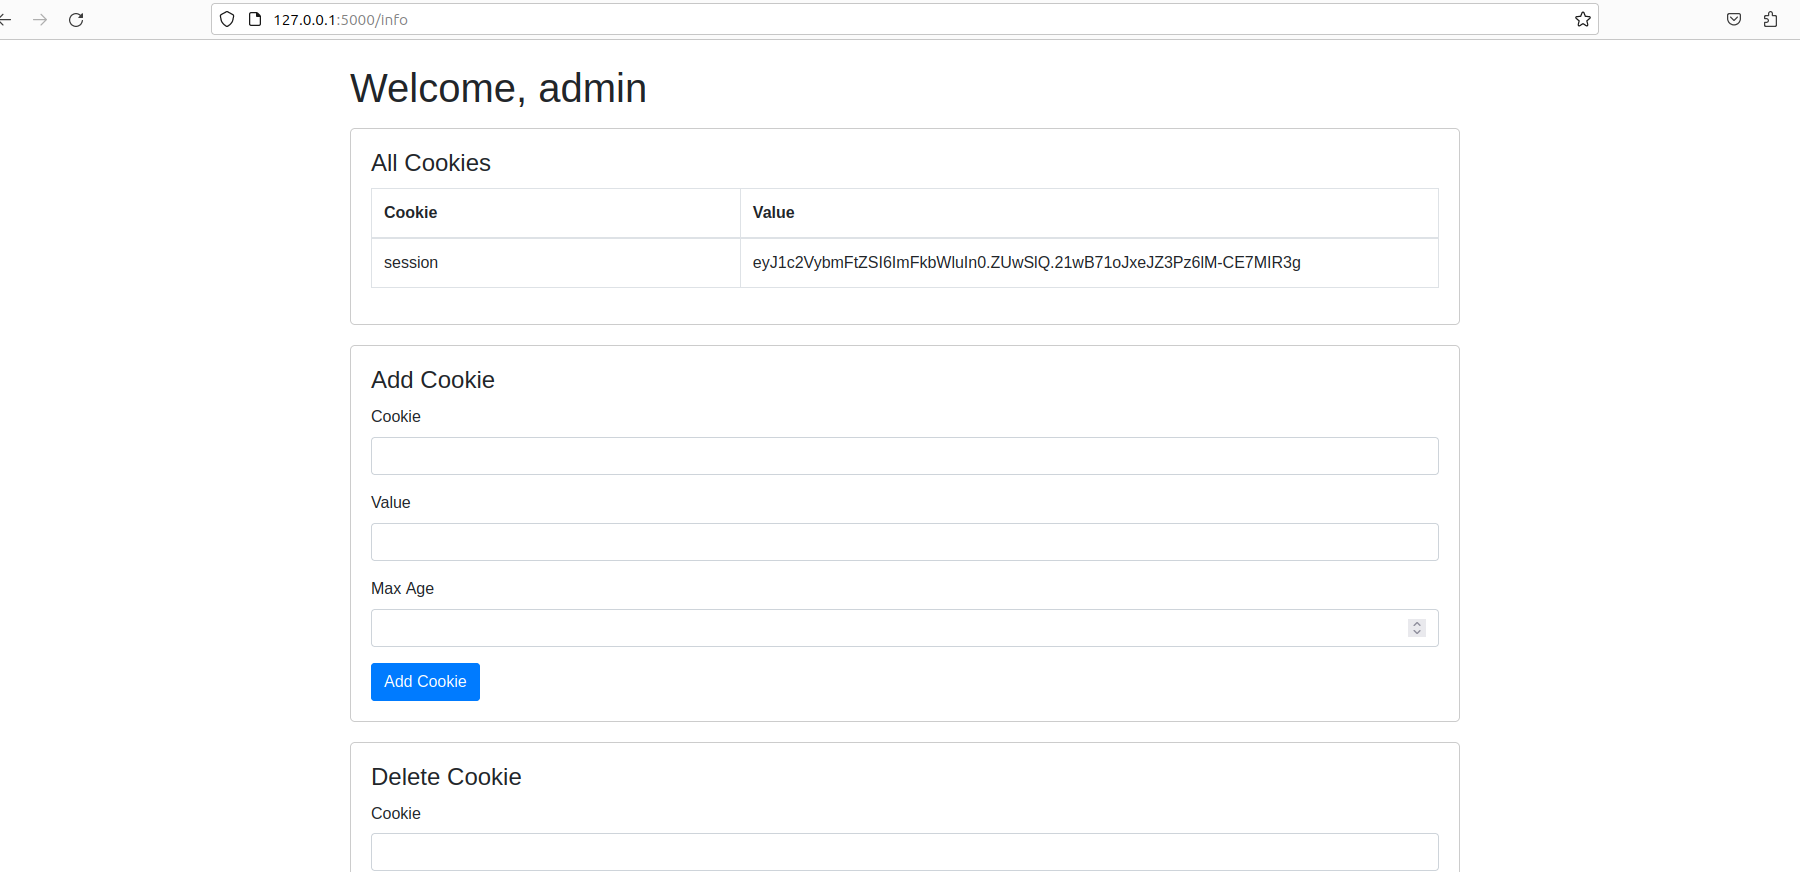 127.0.0.1:5000/info
Welcome, admin
All Cookies
Cookie Value
session eyJ1c2VybmFtZSI6ImFkbWluIn0.ZUwSlQ.21wB71oJxeJZ3Pz6lM-CE7MIR3g
Add Cookie
Cookie
Value
Max Age
Add Cookie
Delete Cookie
Cookie